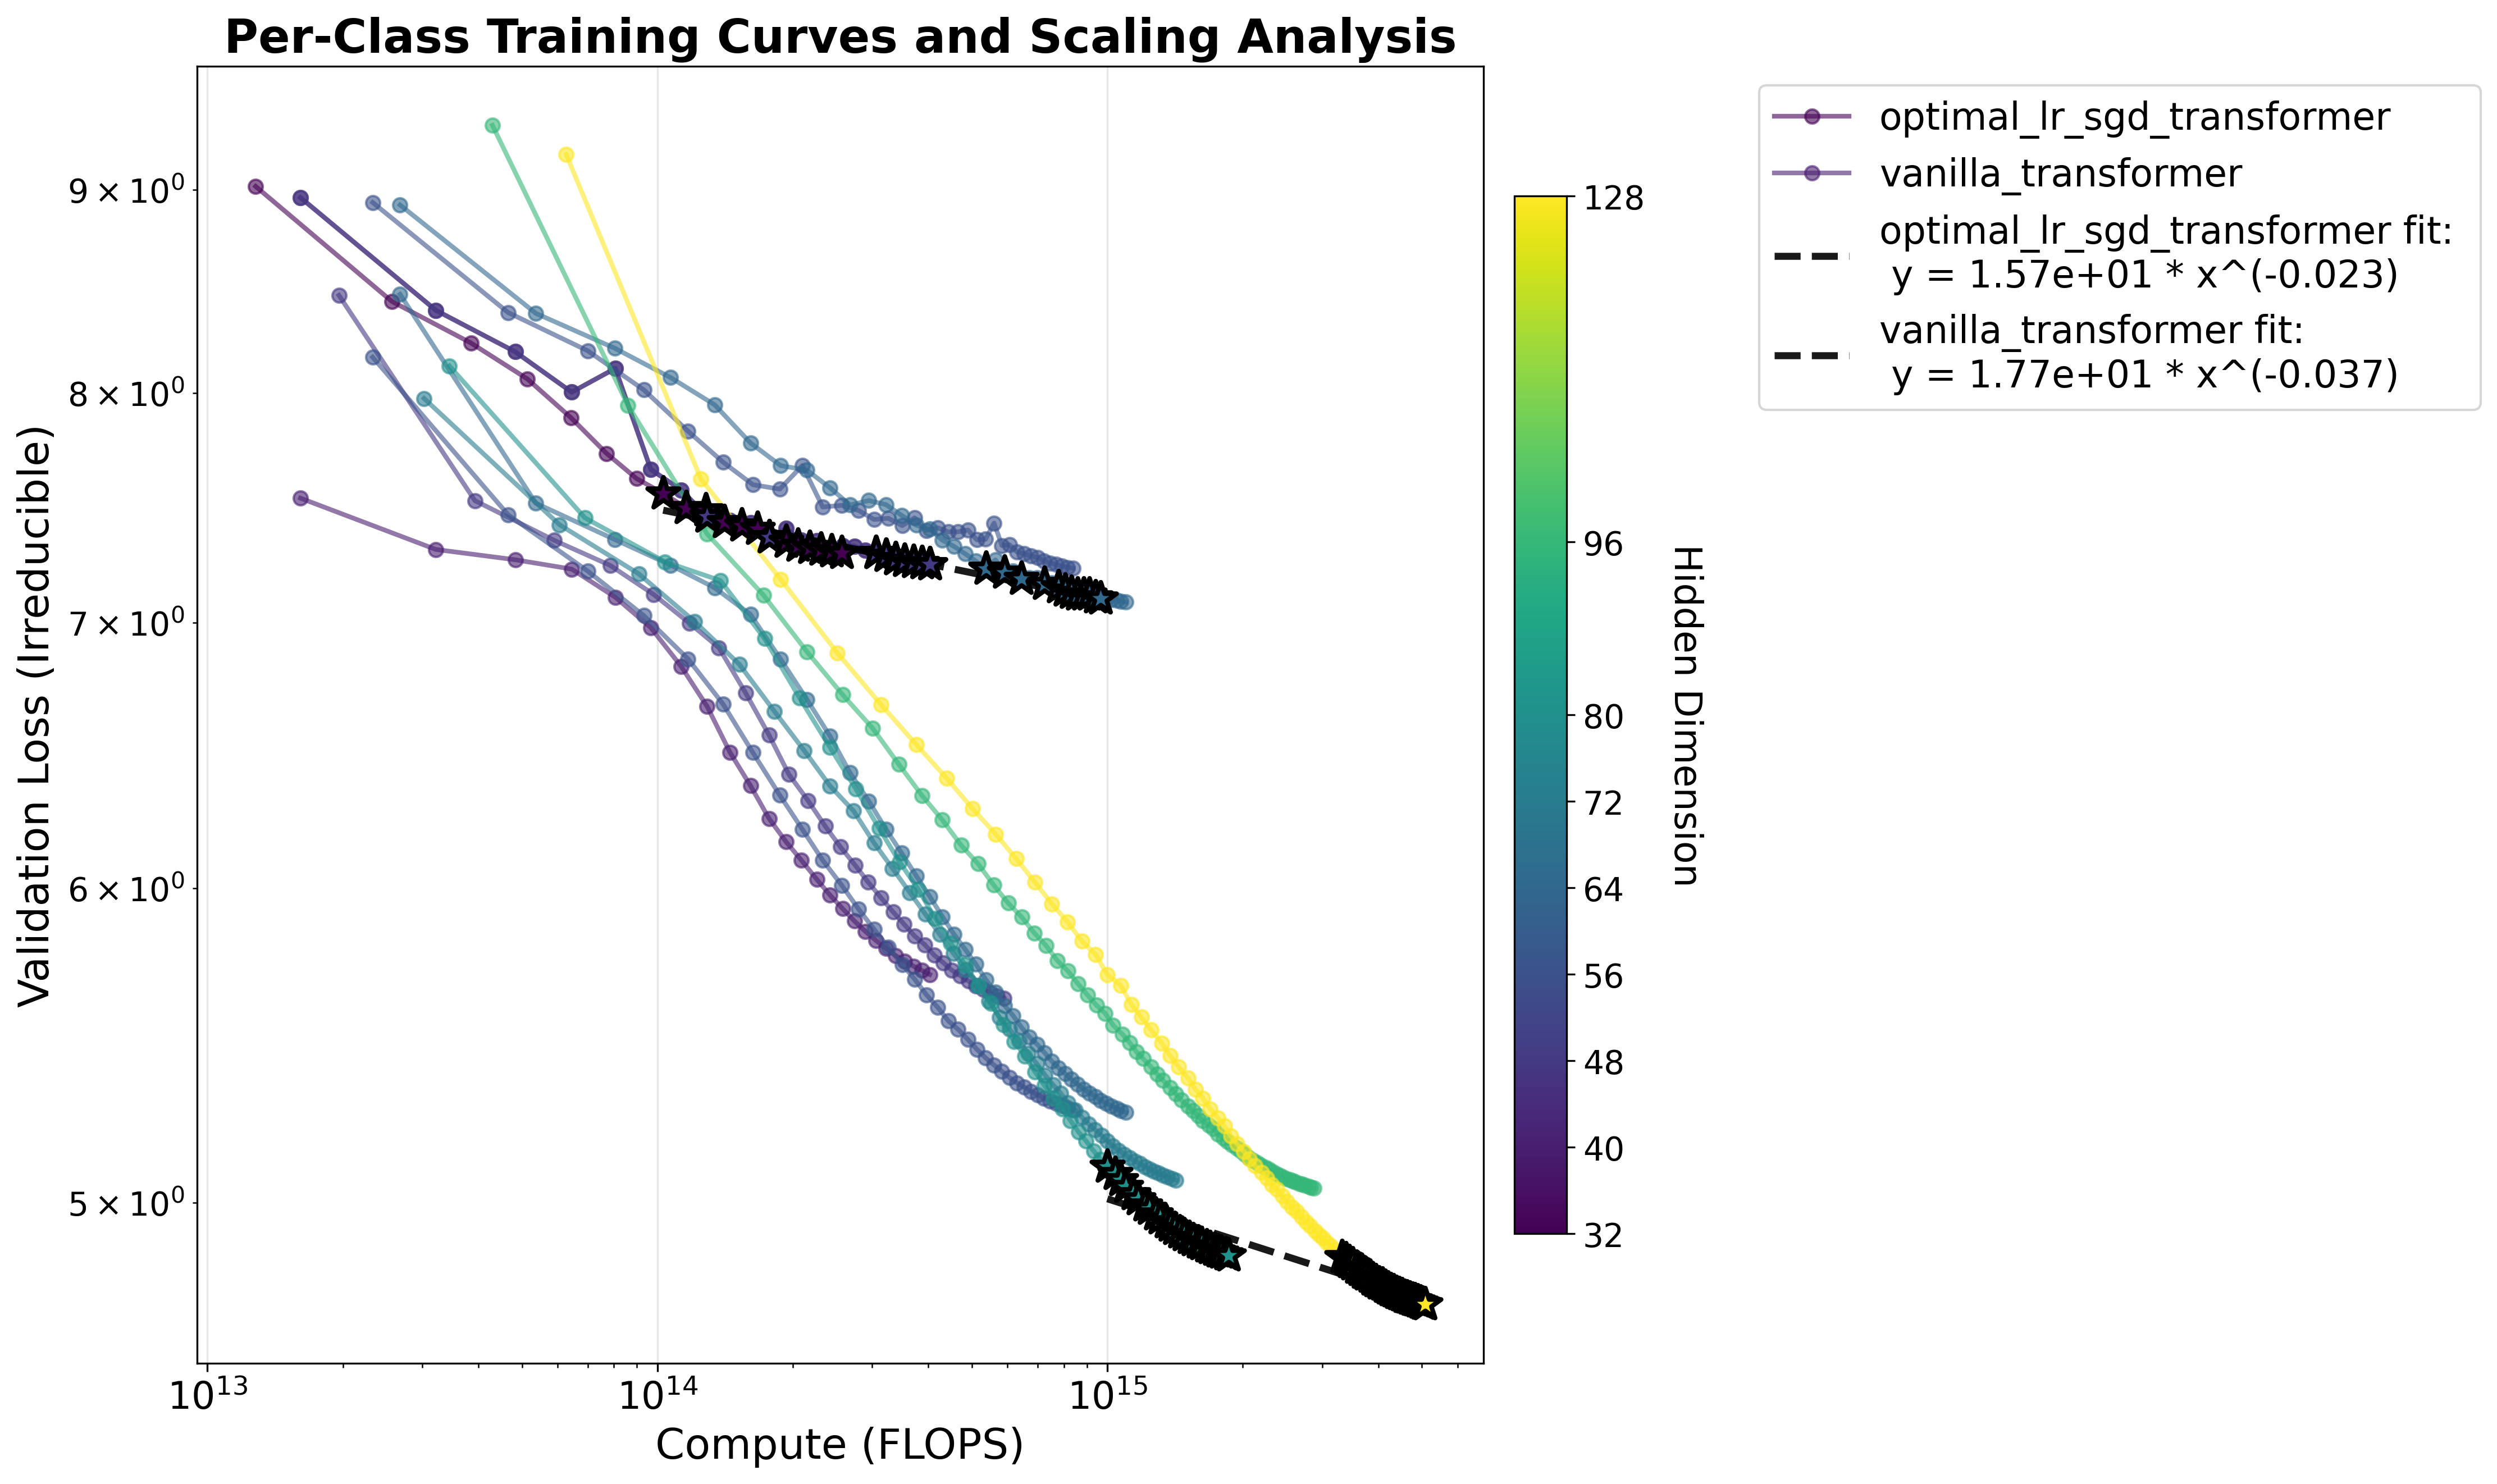 Per-Class Training Curves and Scaling Analysis
Validation Loss (Irreducible)
9 × 10⁰
8 × 10⁰
7 × 10⁰
6 × 10⁰
5 × 10⁰
10¹³
10¹⁴
10¹⁵
Compute (FLOPS)
128
96
80
72
64
56
48
40
32
Hidden Dimension
optimal_lr_sgd_transformer
vanilla_transformer
optimal_lr_sgd_transformer fit:
y = 1.57e+01 * x^(-0.023)
vanilla_transformer fit:
y = 1.77e+01 * x^(-0.037)